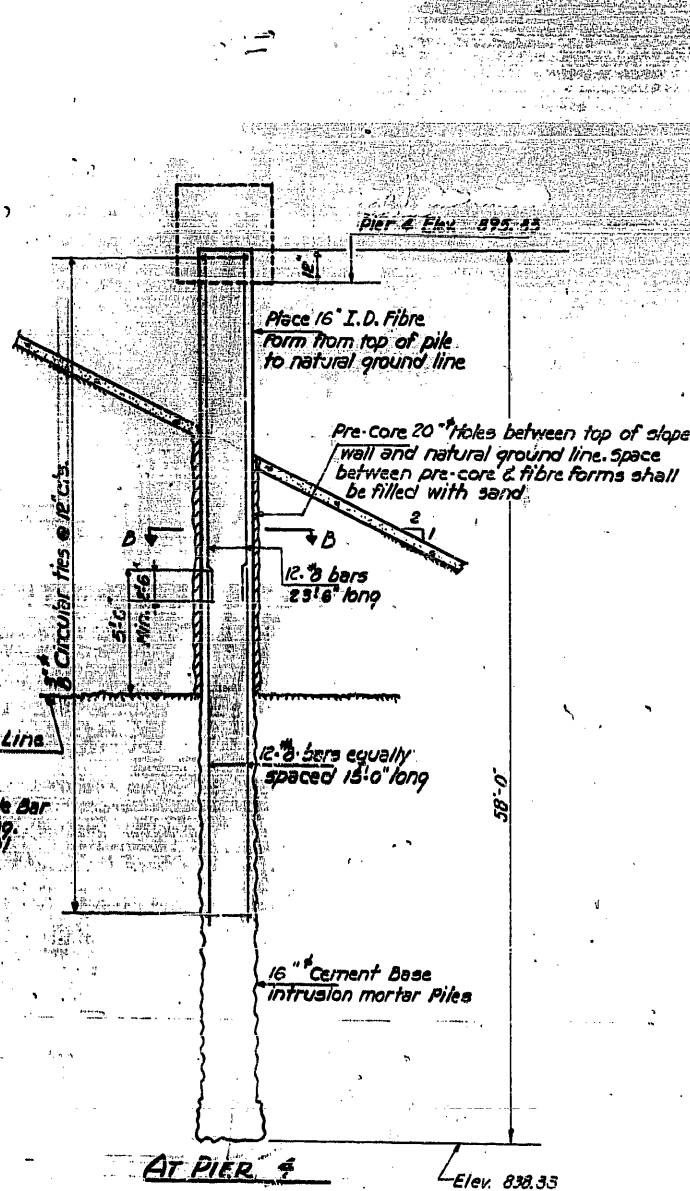 Pier 4 Elev. 895.33
12"
Place 16" I.D. Fibre
form from top of pile
to natural ground line
Pre-Core 20"ø Holes between top of slope
wall and natural ground line. Space
between pre-core & fibre forms shall
be filled with sand
2
1
B
B
12-#8 bars
23'6" long
5'-0"
Min. 2'6"
Circular ties @ 12" c/s.
Line
12-#8 bars equally
spaced 15'-0" long
Bar
58'-0"
16"ø Cement Base
intrusion mortar Piles
AT PIER 4
Elev. 838.33